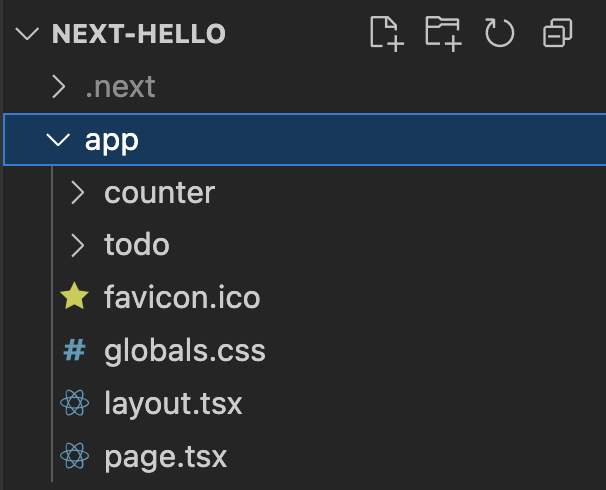 NEXT-HELLO
.next
app
counter
todo
favicon.ico
globals.css
layout.tsx
page.tsx